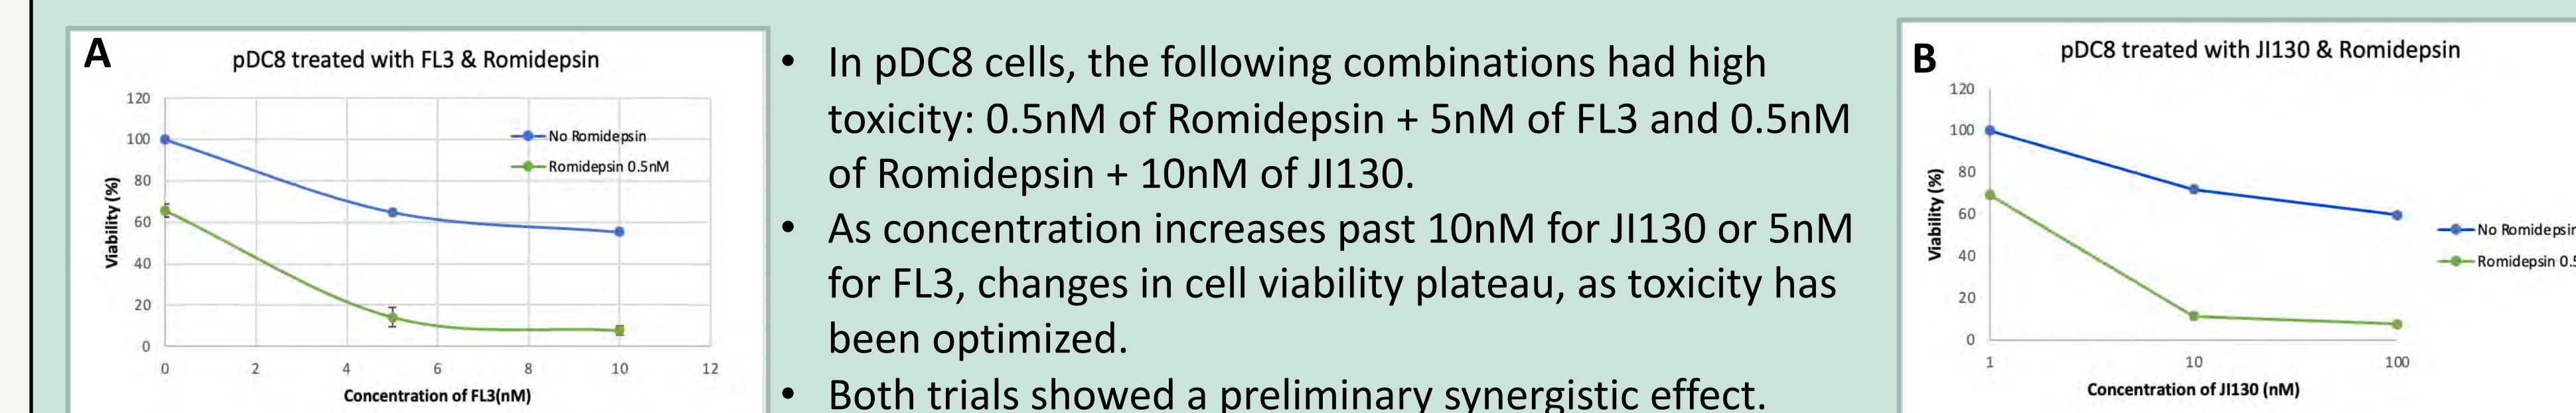 A
pDC8 treated with FL3 & Romidepsin
120
100
80
60
40
20
0
Viability (%)
No Romidepsin
Romidepsin 0.5nM
0 2 4 6 8 10 12
Concentration of FL3(nM)
• In pDC8 cells, the following combinations had high
toxicity: 0.5nM of Romidepsin + 5nM of FL3 and 0.5nM
of Romidepsin + 10nM of JI130.
• As concentration increases past 10nM for JI130 or 5nM
for FL3, changes in cell viability plateau, as toxicity has
been optimized.
• Both trials showed a preliminary synergistic effect.
B
pDC8 treated with JI130 & Romidepsin
120
100
80
60
40
20
0
Viability (%)
No Romidepsin
Romidepsin 0.5
1 10 100
Concentration of JI130 (nM)